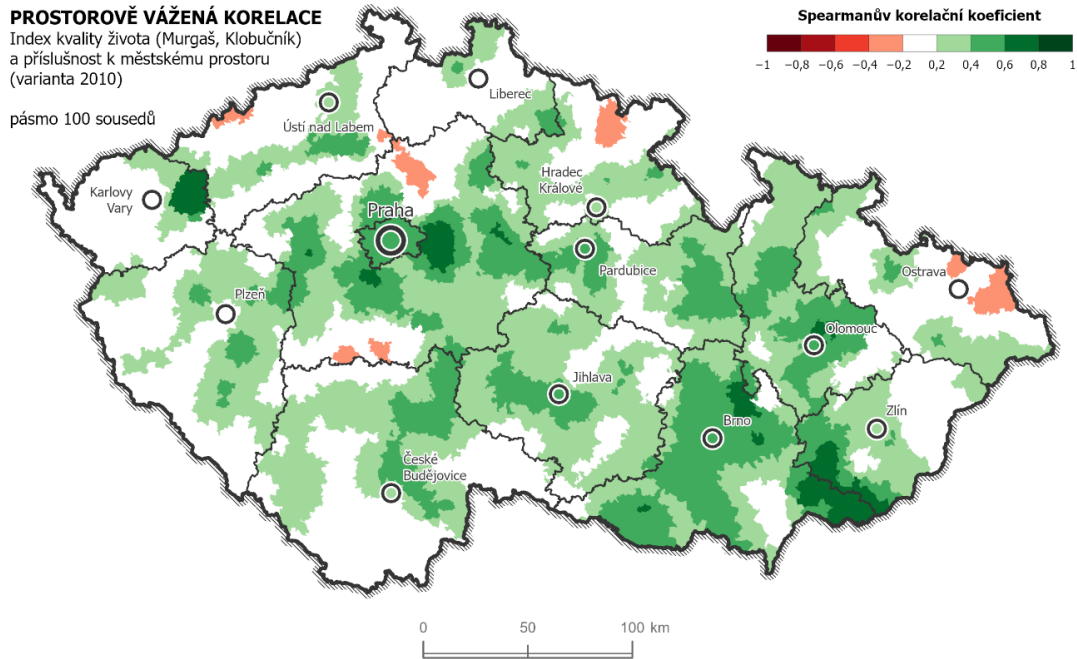 PROSTOROVĚ VÁŽENÁ KORELACE
Index kvality života (Murgaš, Klobučník)
a příslušnost k městskému prostoru
(varianta 2010)
pásmo 100 sousedů
Spearmanův korelační koeficient
−1 −0,8 −0,6 −0,4 −0,2 0,2 0,4 0,6 0,8 1
Liberec
Ústí nad Labem
Karlovy
Vary
Hradec
Králové
Praha
Pardubice
Ostrava
Plzeň
Olomouc
Jihlava
Brno
Zlín
České
Budějovice
0 50 100 km